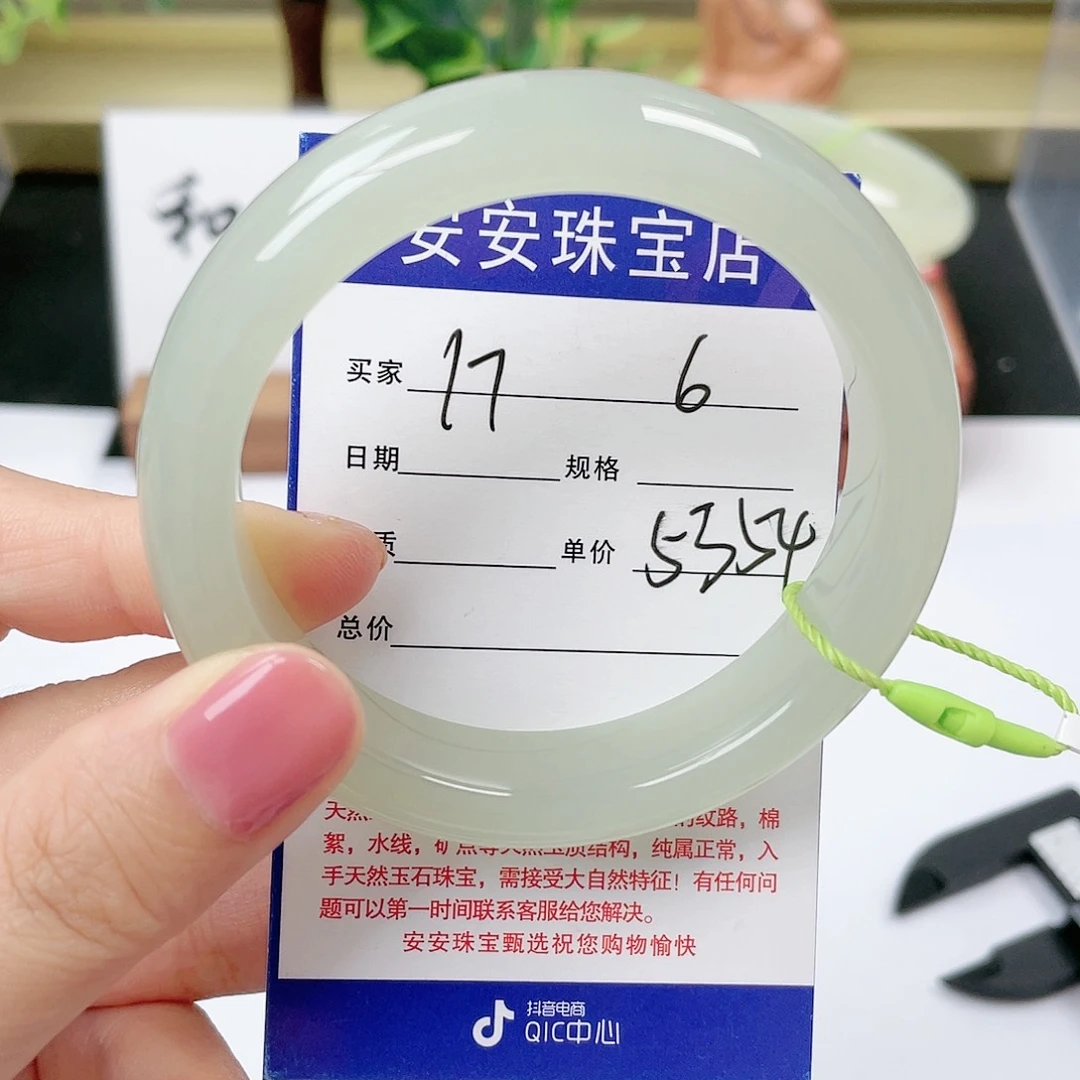 和
安安珠宝店
买家 17 6
日期 规格
质 单价 5354
总价
天然
纹路，棉
絮，水线，矿点等天然玉质结构，纯属正常，入
手天然玉石珠宝，需接受大自然特征！有任何问
题可以第一时间联系客服给您解决。
安安珠宝甄选祝您购物愉快
抖音电商
QIC中心